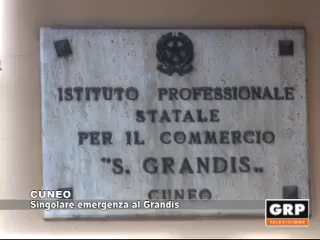 ISTITUTO PROFESSIONALE
STATALE
PER IL COMMERCIO
"S. GRANDIS"
CUNEO
CUNEO
Singolare emergenza al Grandis
GRP
TELEVISIONE